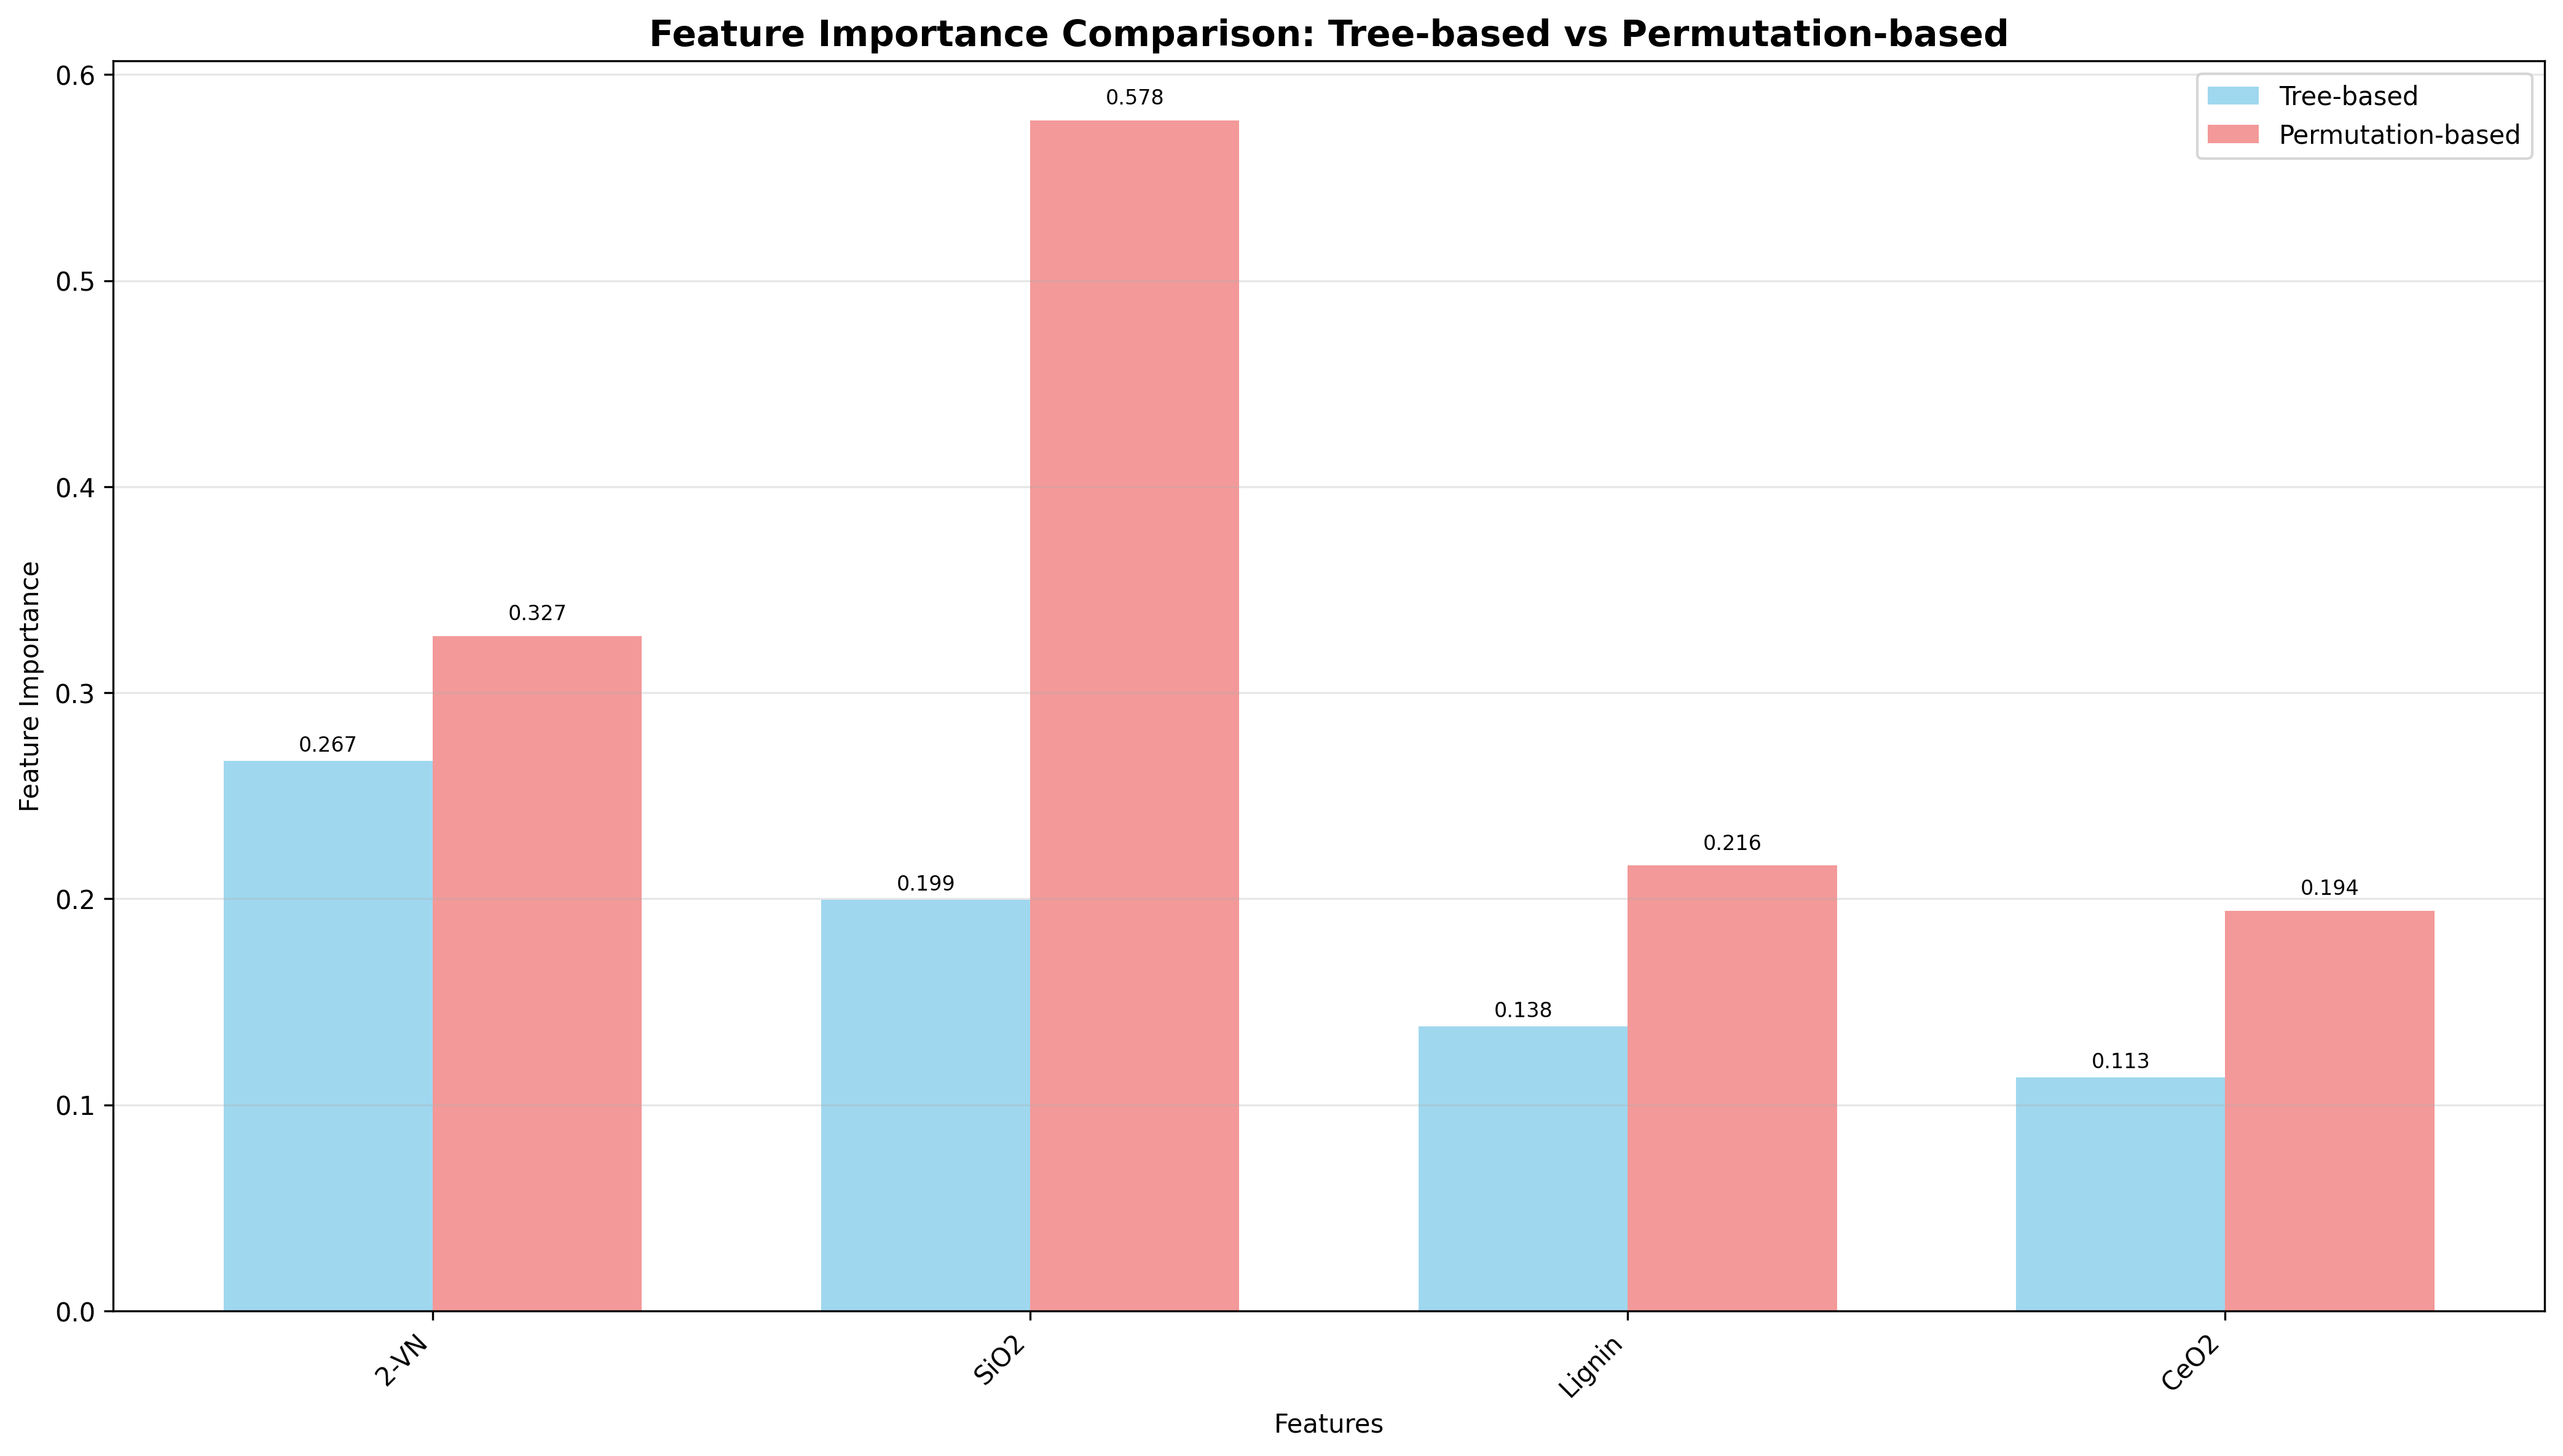 Feature Importance Comparison: Tree-based vs Permutation-based
Tree-based
Permutation-based
Feature Importance
0.6
0.5
0.4
0.3
0.2
0.1
0.0
0.267
0.327
0.199
0.578
0.138
0.216
0.113
0.194
2-VN
SiO2
Lignin
CeO2
Features